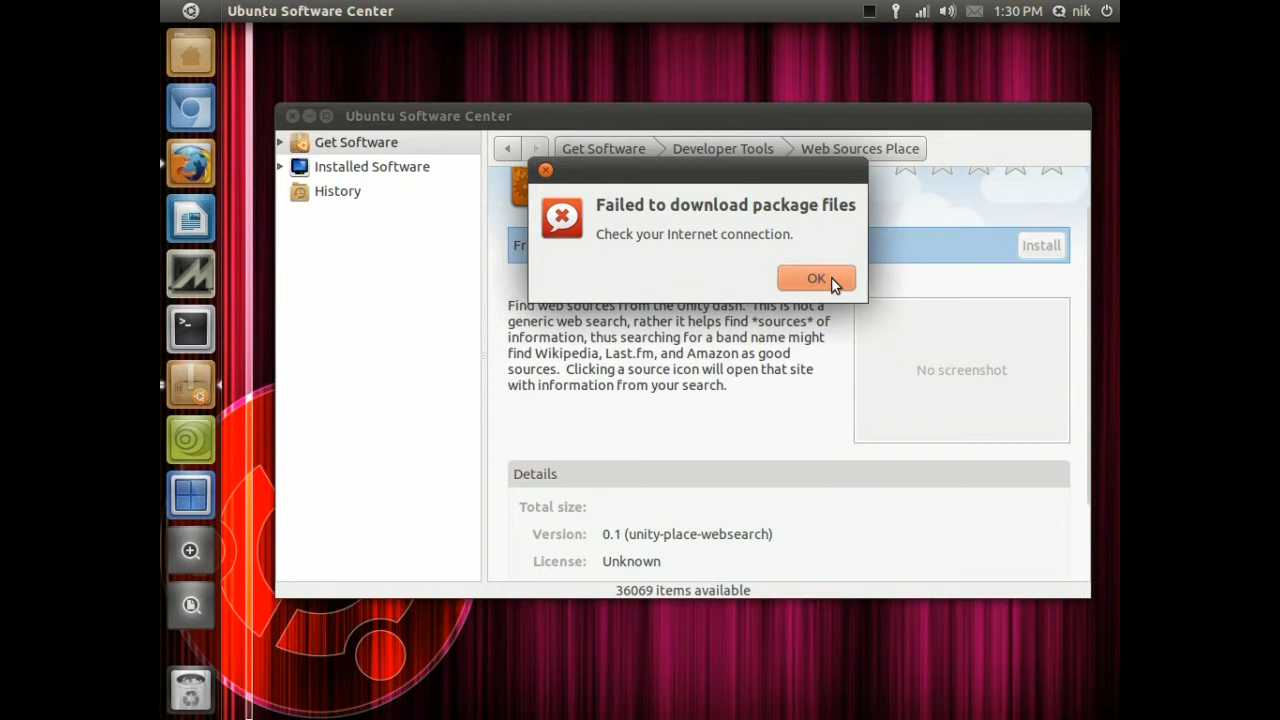 Ubuntu Software Center
1:30 PM
nik
Ubuntu Software Center
Get Software
Installed Software
History
Get Software
Developer Tools
Web Sources Place
Failed to download package files
Check your Internet connection.
OK
Fr
Install
Find web sources from the Unity dash. This is not a
generic web search, rather it helps find *sources* of
information, thus searching for a band name might
find Wikipedia, Last.fm, and Amazon as good
sources. Clicking a source icon will open that site
with information from your search.
No screenshot
Details
Total size:
Version: 0.1 (unity-place-websearch)
License: Unknown
36069 items available